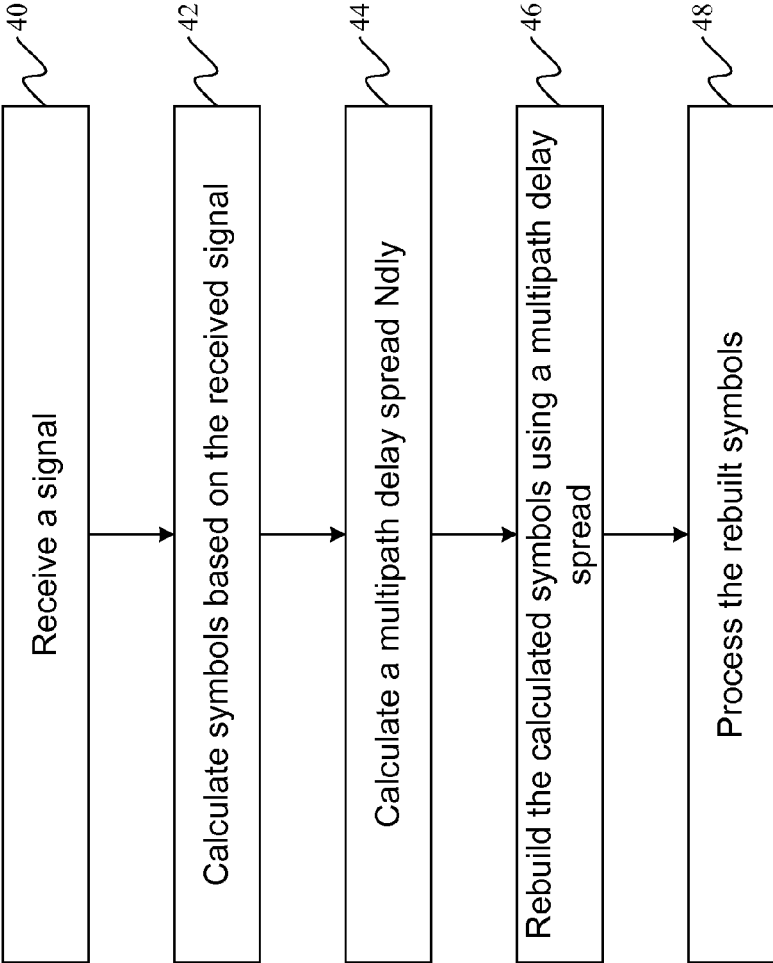 Receive a signal
40
Calculate symbols based on the received signal
42
Calculate a multipath delay spread Ndly
44
Rebuild the calculated symbols using a multipath delay
spread
46
Process the rebuilt symbols
48